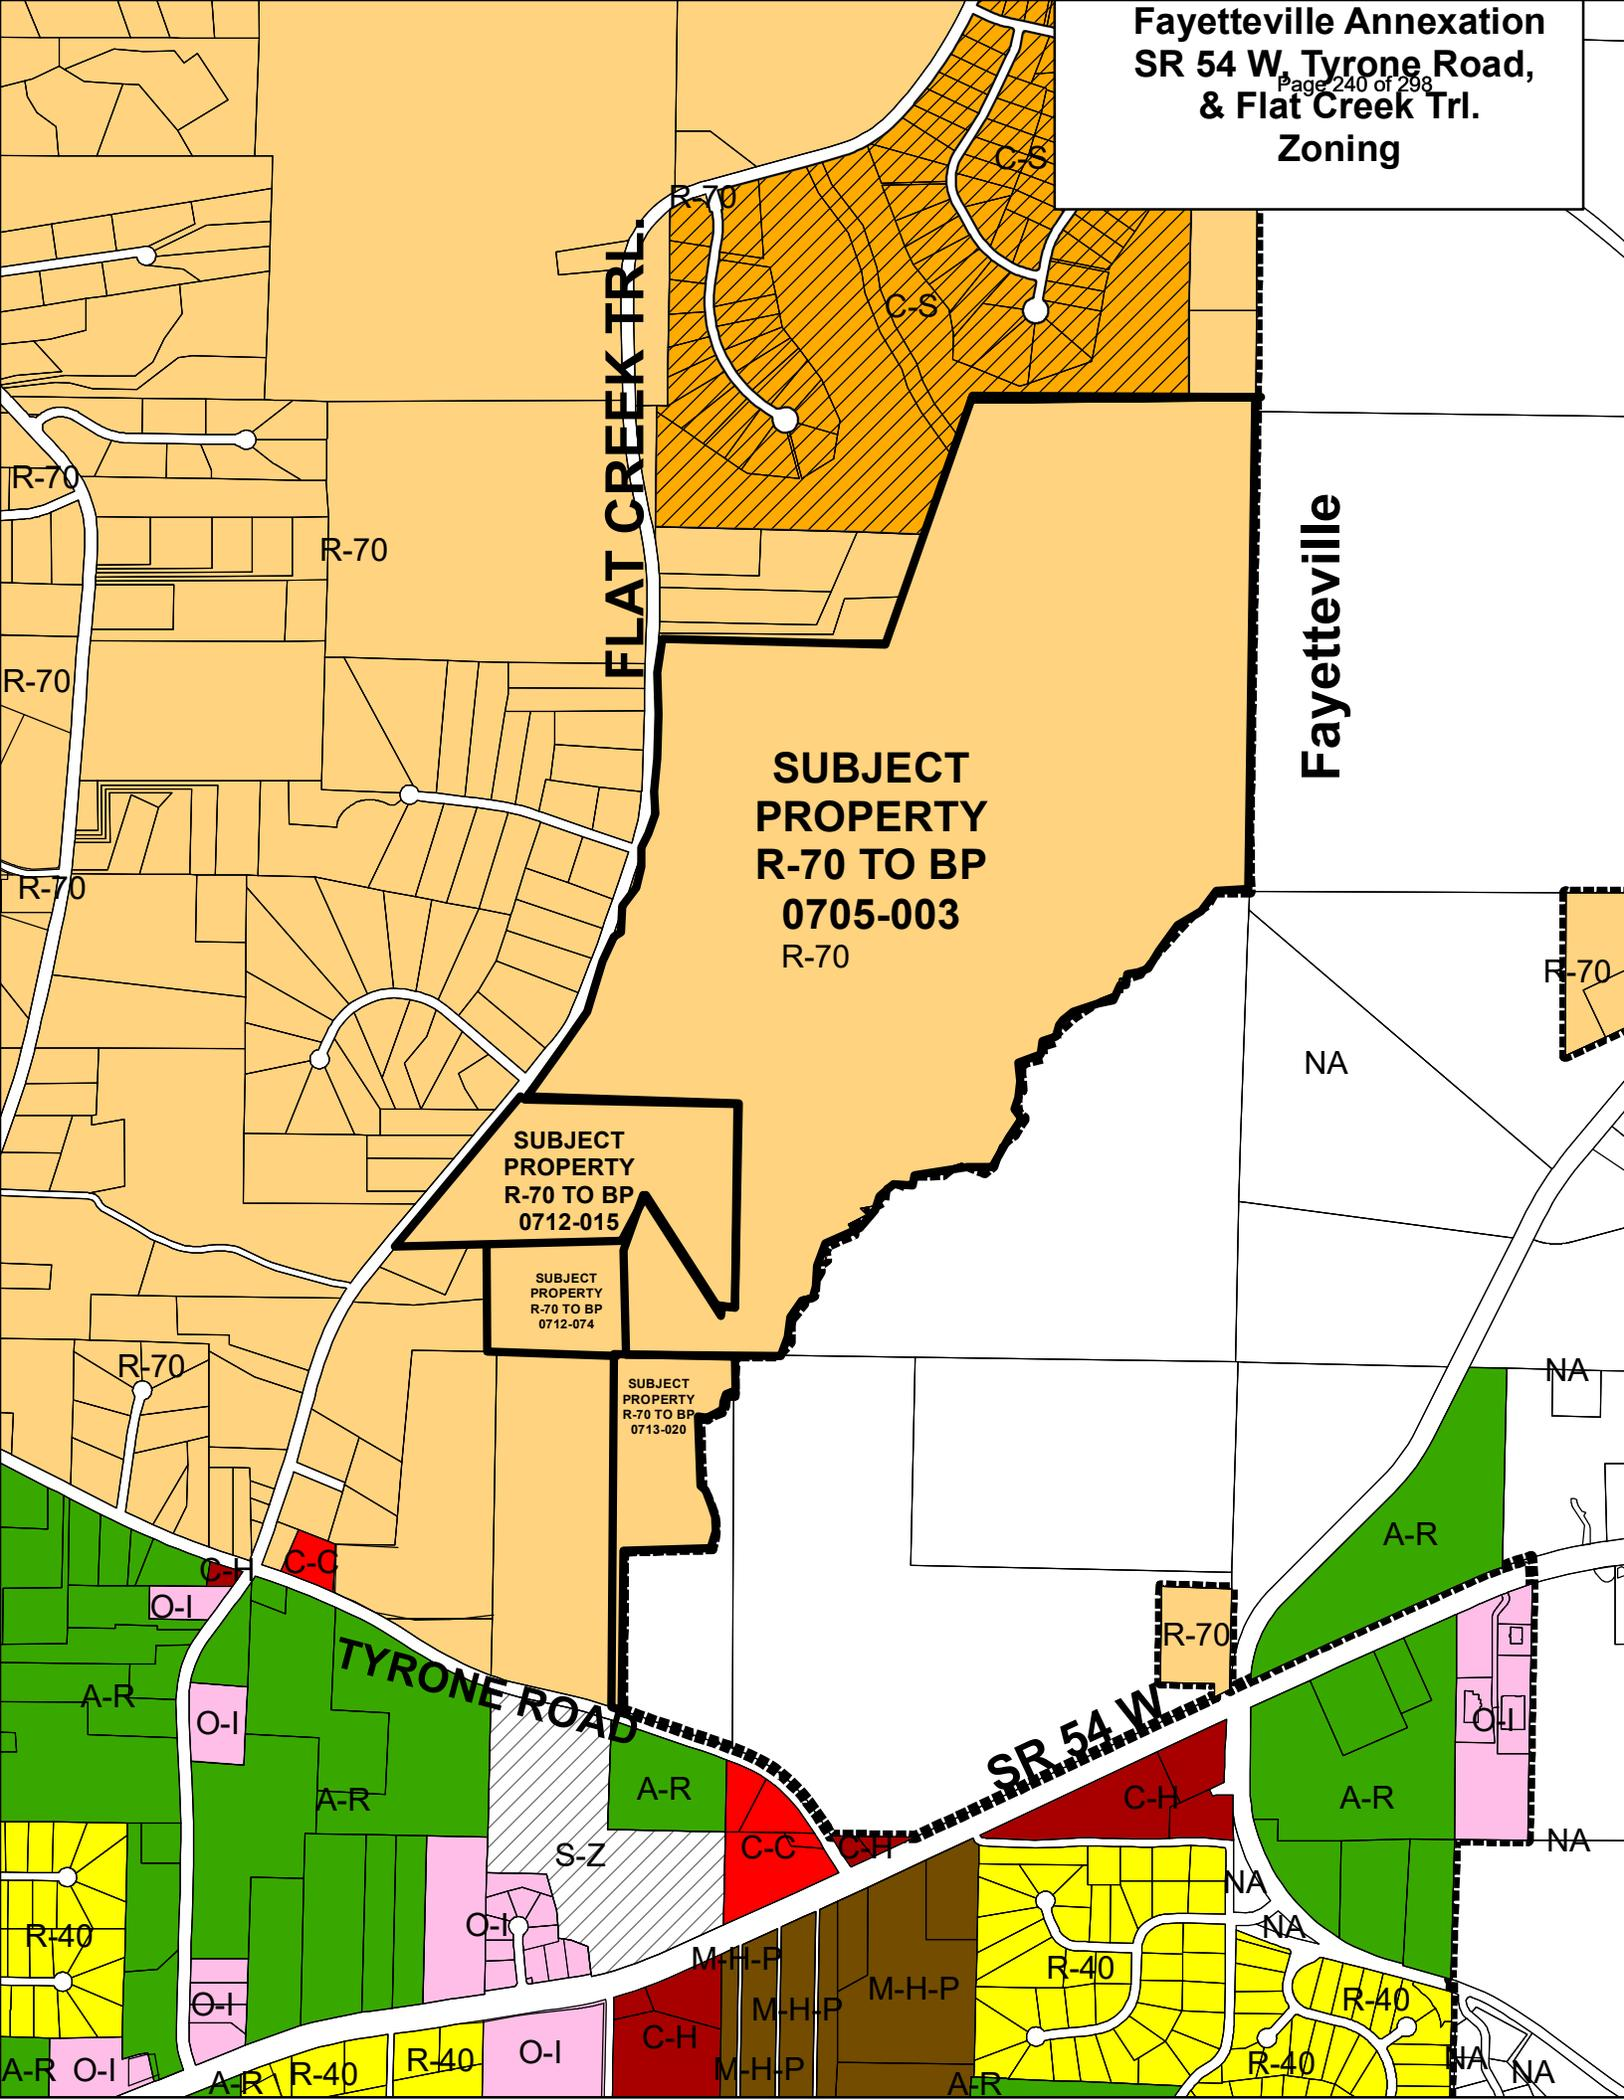 Fayetteville Annexation
SR 54 W, Tyrone Road,
Page 240 of 298
& Flat Creek Trl.
Zoning
C-S
R-70
C-S
FLAT CREEK TRL.
R-70
R-70
Fayetteville
R-70
SUBJECT
PROPERTY
R-70 TO BP
0705-003
R-70
R-70
R-70
NA
SUBJECT
PROPERTY
R-70 TO BP
0712-015
SUBJECT
PROPERTY
R-70 TO BP
0712-074
R-70
NA
SUBJECT
PROPERTY
R-70 TO BP
0713-020
A-R
C-H
C-C
O-I
R-70
TYRONE ROAD
A-R
O-I
O-I
SR 54 W
A-R
A-R
C-H
A-R
S-Z
C-C
C-H
NA
NA
O-I
NA
R-40
M-H-P
R-40
M-H-P
M-H-P
R-40
O-I
C-H
O-I
R-40
R-40
NA
NA
A-R
O-I
A-R
R-40
M-H-P
A-R